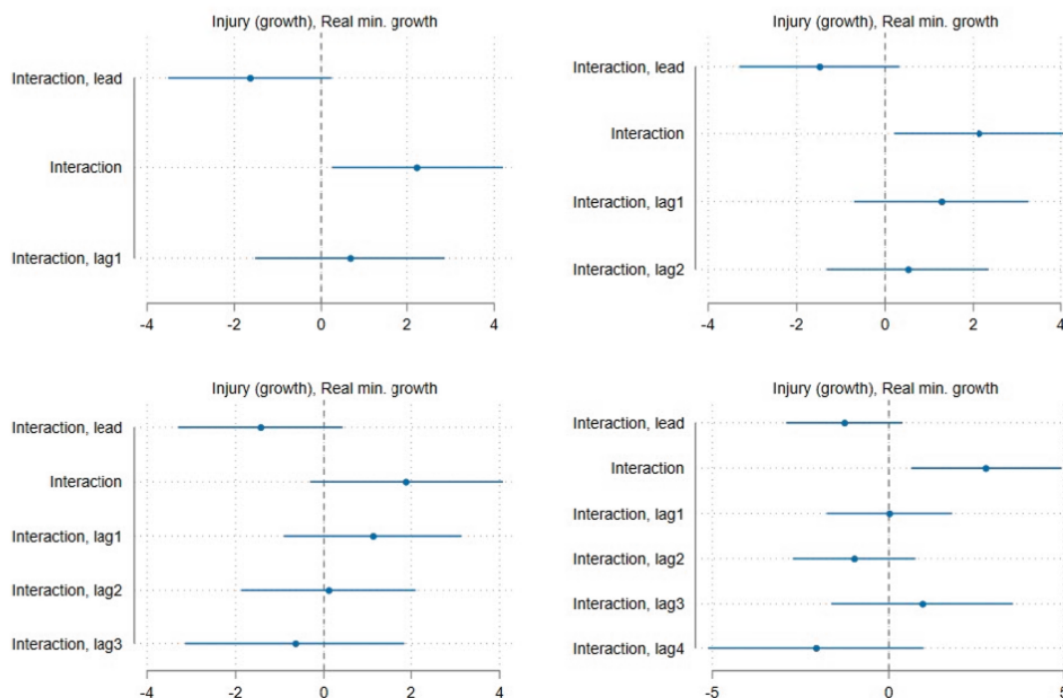 Injury (growth), Real min. growth
Interaction, lead
Interaction
Interaction, lag1
-4 -2 0 2 4
Injury (growth), Real min. growth
Interaction, lead
Interaction
Interaction, lag1
Interaction, lag2
-4 -2 0 2 4
Injury (growth), Real min. growth
Interaction, lead
Interaction
Interaction, lag1
Interaction, lag2
Interaction, lag3
-4 -2 0 2 4
Injury (growth), Real min. growth
Interaction, lead
Interaction
Interaction, lag1
Interaction, lag2
Interaction, lag3
Interaction, lag4
-5 0